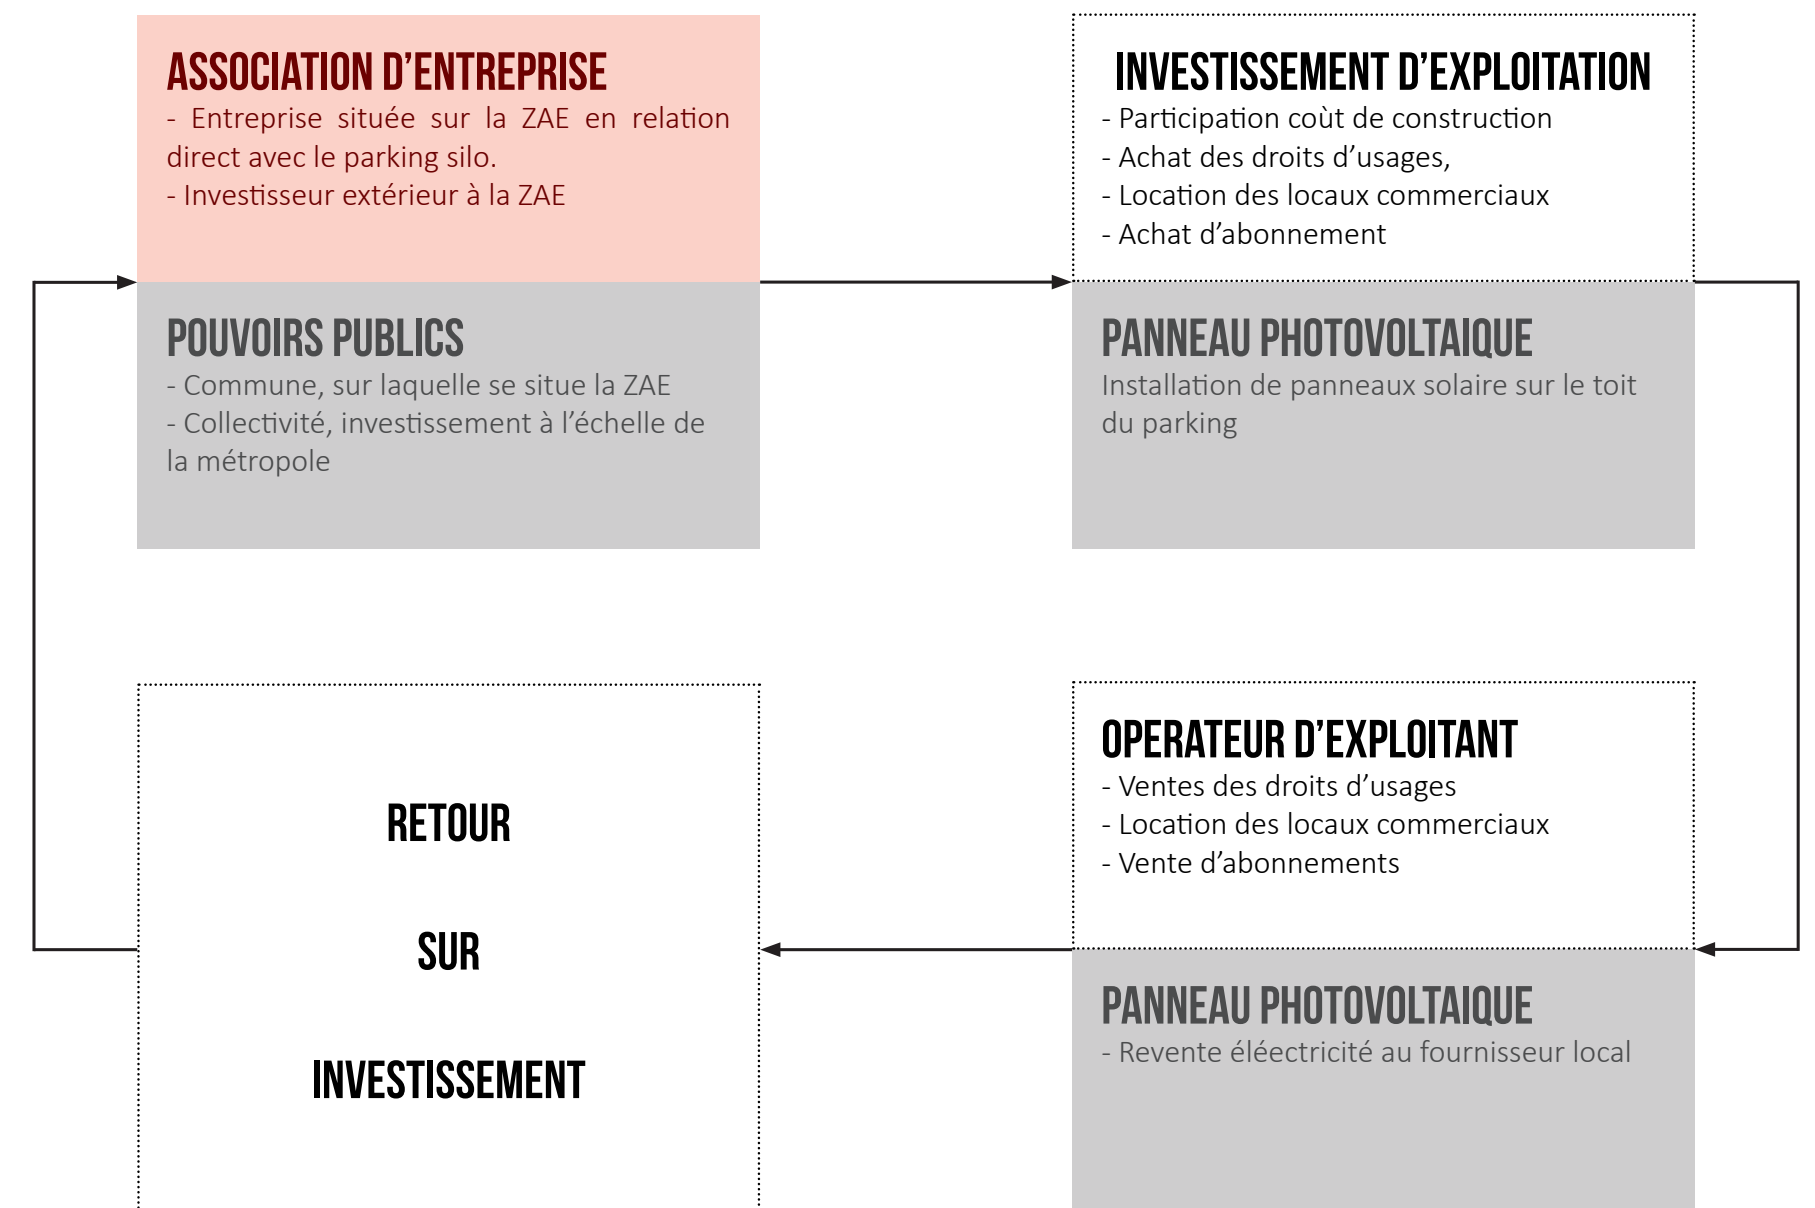 ASSOCIATION D'ENTREPRISE
- Entreprise située sur la ZAE en relation
direct avec le parking silo.
- Investisseur extérieur à la ZAE
POUVOIRS PUBLICS
- Commune, sur laquelle se situe la ZAE
- Collectivité, investissement à l'échelle de
la métropole
INVESTISSEMENT D'EXPLOITATION
- Participation coùt de construction
- Achat des droits d'usages,
- Location des locaux commerciaux
- Achat d'abonnement
PANNEAU PHOTOVOLTAIQUE
Installation de panneaux solaire sur le toit
du parking
OPERATEUR D'EXPLOITANT
- Ventes des droits d'usages
- Location des locaux commerciaux
- Vente d'abonnements
PANNEAU PHOTOVOLTAIQUE
- Revente éléectricité au fournisseur local
RETOUR
SUR
INVESTISSEMENT